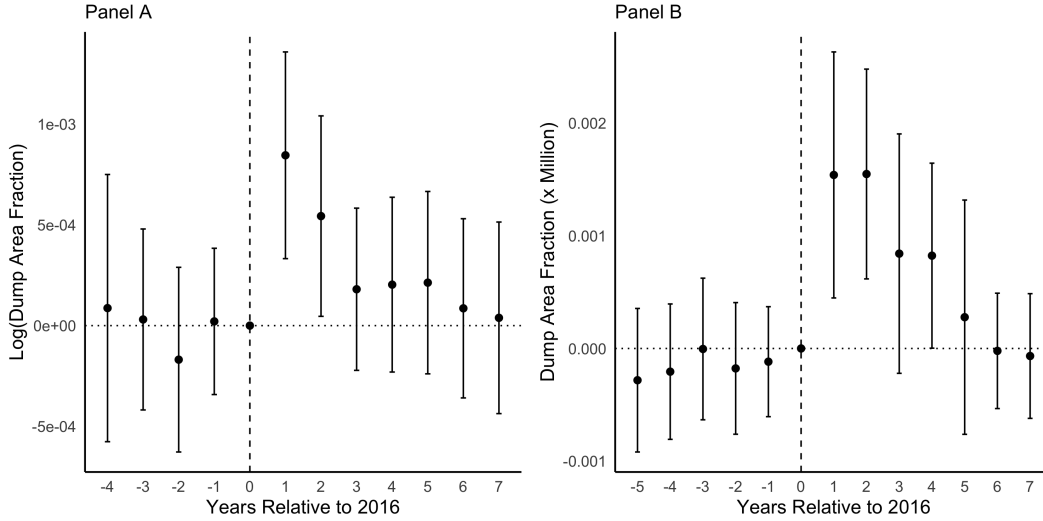 Panel A
Log(Dump Area Fraction)
1e-03
5e-04
0e+00
-5e-04
-4 -3 -2 -1 0 1 2 3 4 5 6 7
Years Relative to 2016
Panel B
Dump Area Fraction (x Million)
0.002
0.001
0.000
-0.001
-5 -4 -3 -2 -1 0 1 2 3 4 5 6 7
Years Relative to 2016